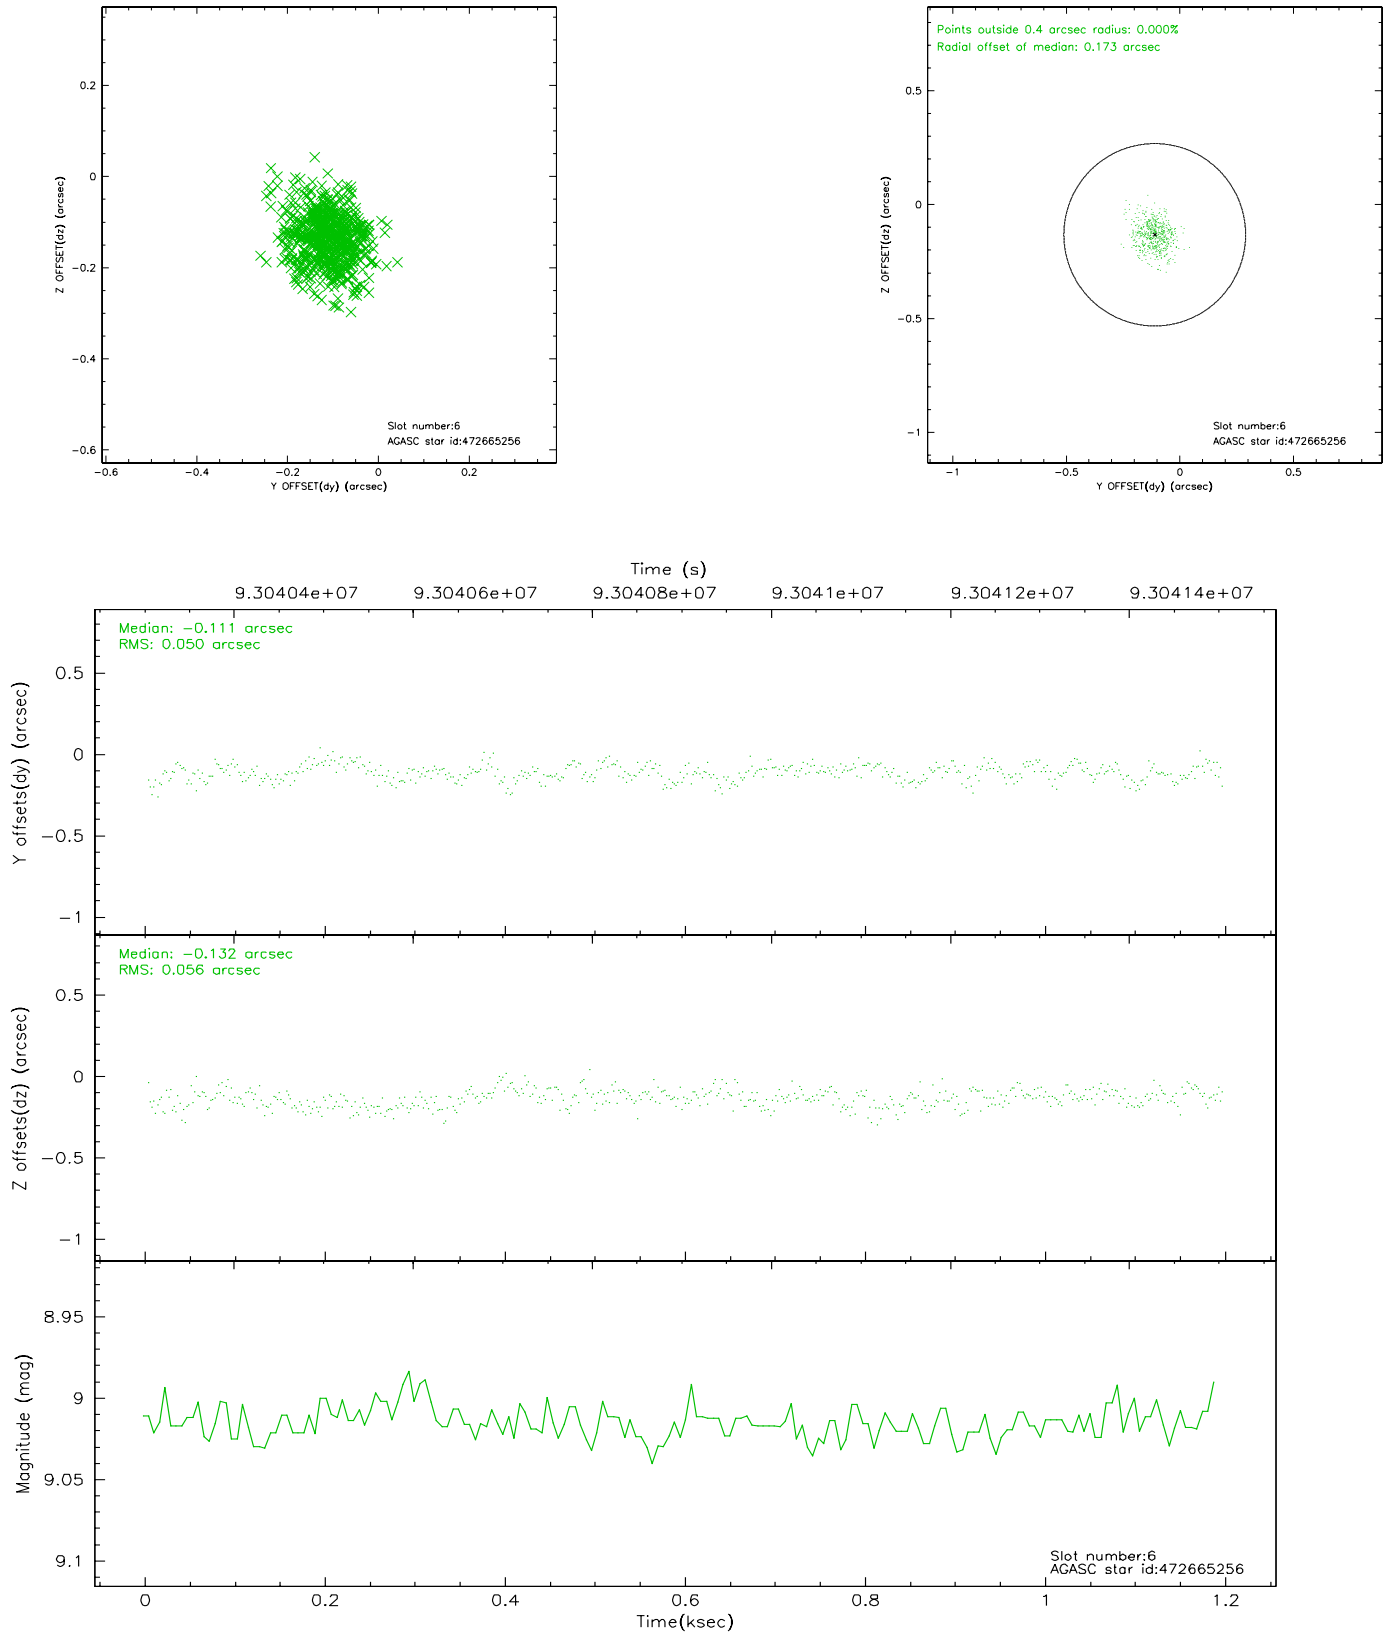 0.2
0
−0.2
−0.4
−0.6
Z OFFSET(dz) (arcsec)
Slot number:6
AGASC star id:472665256
−0.6 −0.4 −0.2 0 0.2
Y OFFSET(dy) (arcsec)
Points outside 0.4 arcsec radius: 0.000%
Radial offset of median: 0.173 arcsec
0.5
0
−0.5
−1
Z OFFSET(dz) (arcsec)
Slot number:6
AGASC star id:472665256
−1 −0.5 0 0.5
Y OFFSET(dy) (arcsec)
Time (s)
9.30404e+07 9.30406e+07 9.30408e+07 9.3041e+07 9.30412e+07 9.30414e+07
Median: −0.111 arcsec
RMS: 0.050 arcsec
0.5
0
−0.5
−1
Y offsets(dy) (arcsec)
Median: −0.132 arcsec
RMS: 0.056 arcsec
0.5
0
−0.5
−1
Z offsets(dz) (arcsec)
8.95
9
9.05
9.1
Magnitude (mag)
Slot number:6
AGASC star id:472665256
0 0.2 0.4 0.6 0.8 1 1.2
Time(ksec)